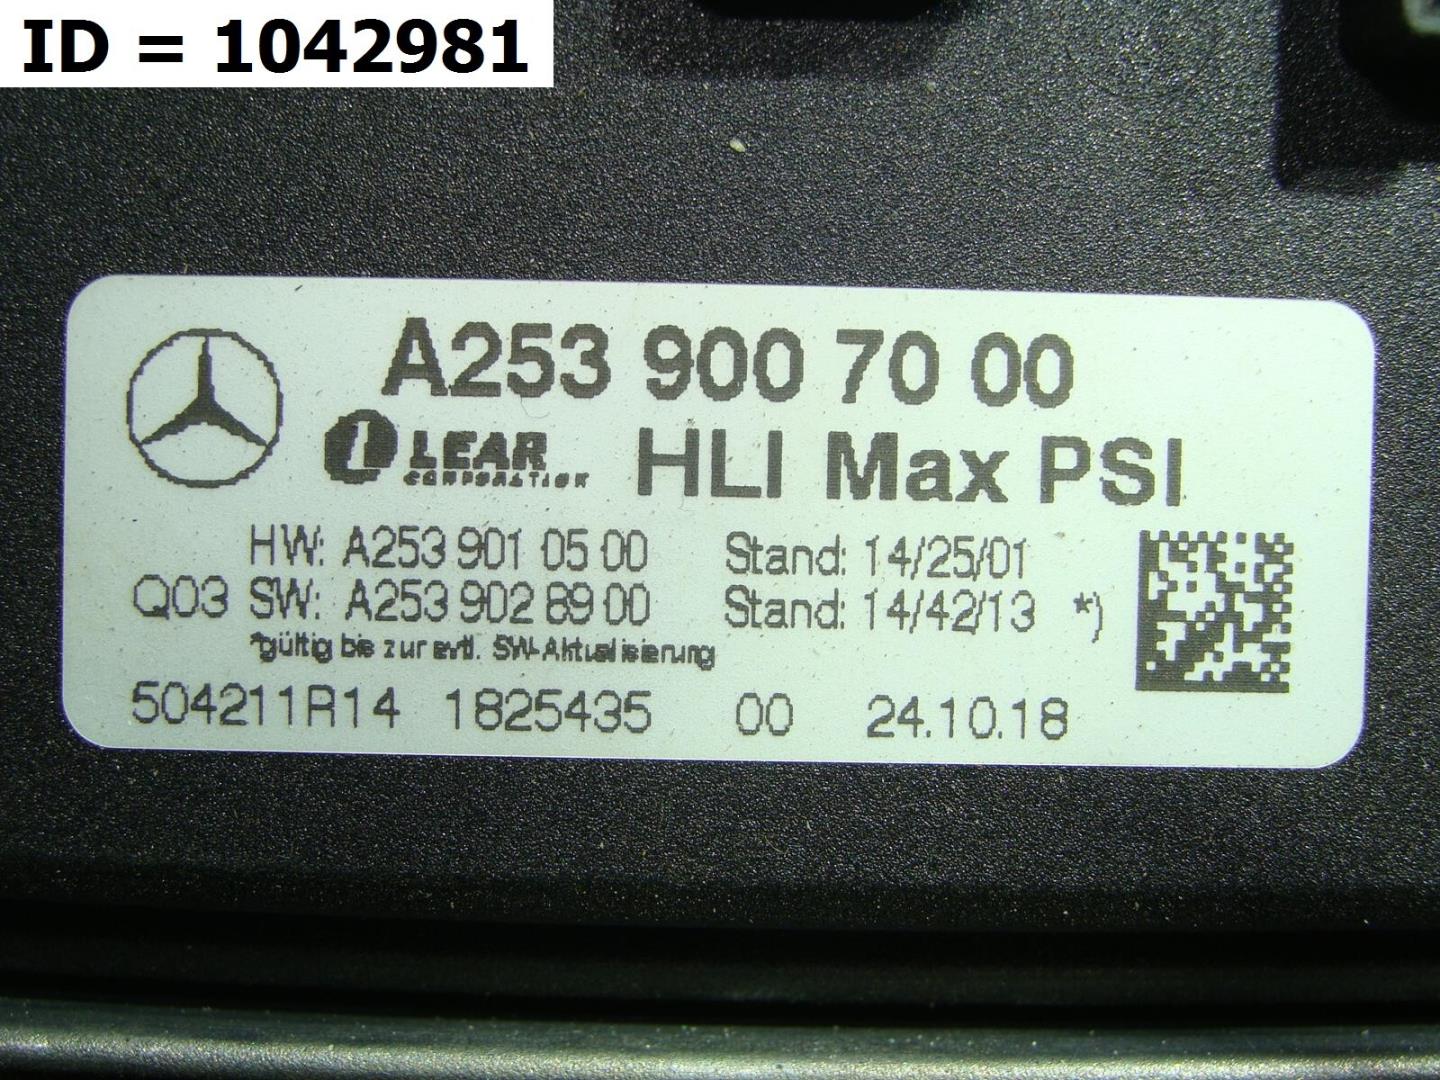 ID = 1042981
A253 900 70 00
LEAR CORPORATION HLI Max PSI
HW: A253 901 05 00 Stand: 14/25/01
Q03 SW: A253 902 89 00 Stand: 14/42/13 *)
*gültig bis zur evtl. SW-Aktualisierung
504211R14 1825435 00 24.10.18